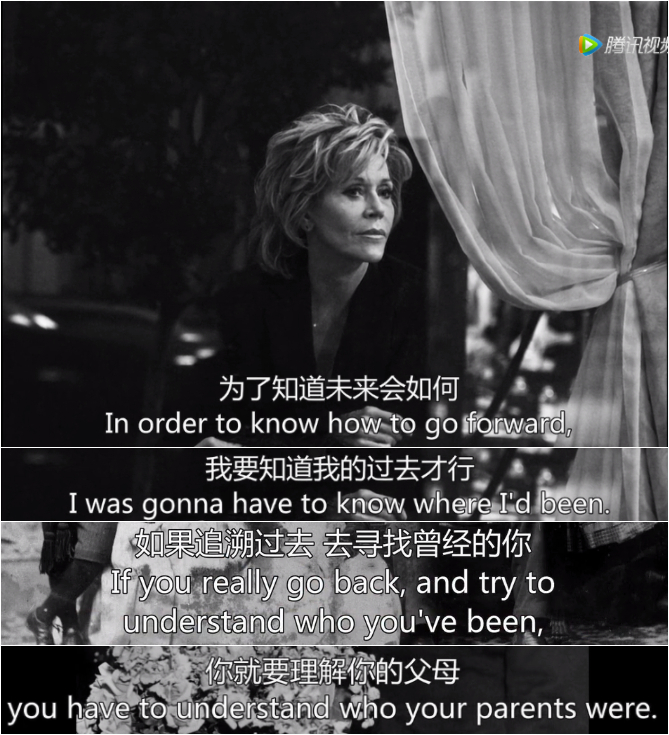 腾讯视频
为了知道未来会如何
In order to know how to go forward,
我要知道我的过去才行
I was gonna have to know where I'd been.
如果追溯过去 去寻找曾经的你
If you really go back, and try to
understand who you've been,
你就要理解你的父母
you have to understand who your parents were.